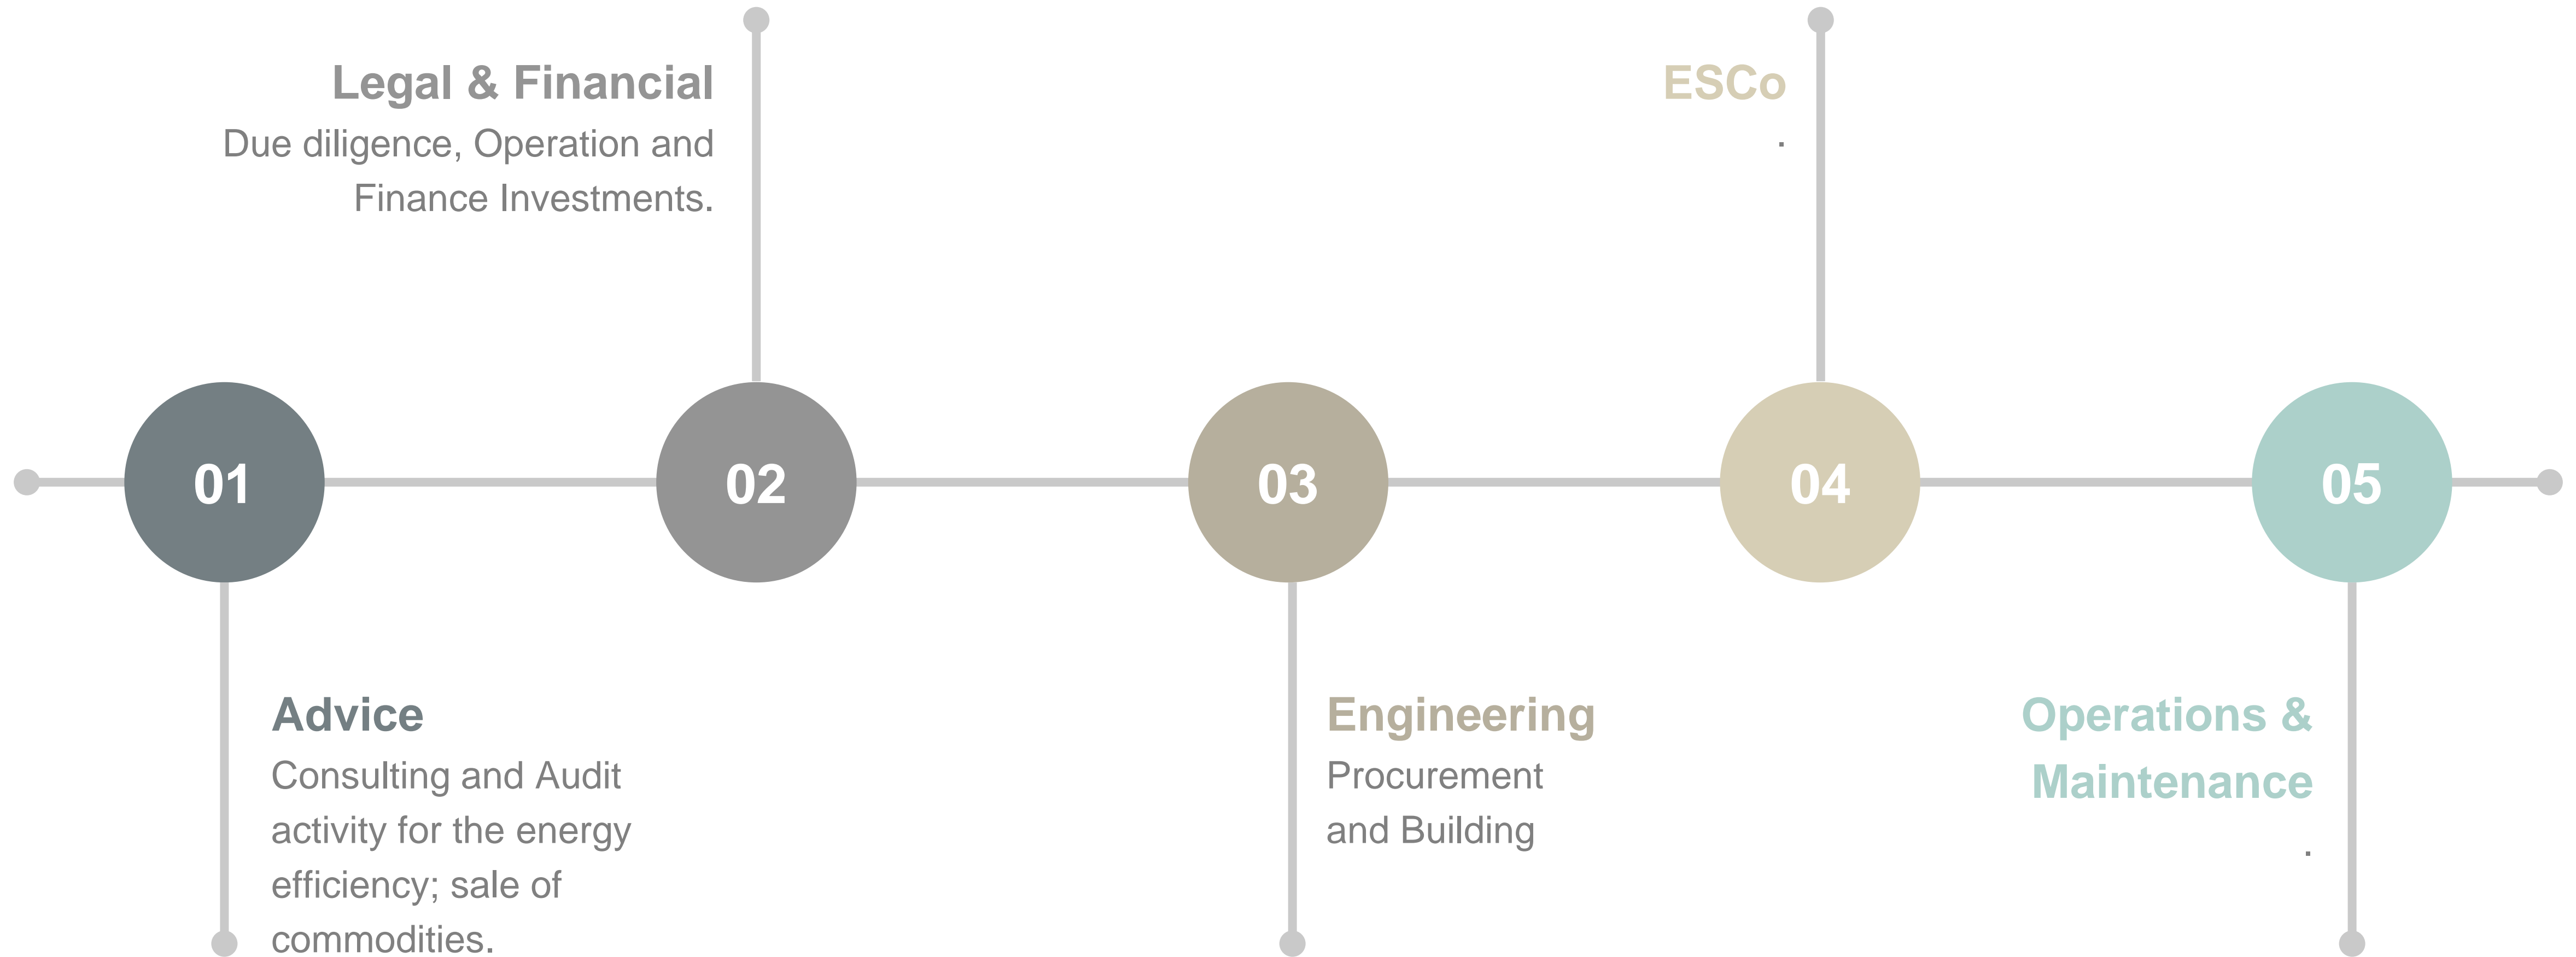 Legal & Financial
Due diligence, Operation and
Finance Investments.
ESCo
.
01
02
03
04
05
Advice
Consulting and Audit
activity for the energy
efficiency; sale of
commodities.
Engineering
Procurement
and Building
Operations &
Maintenance
.